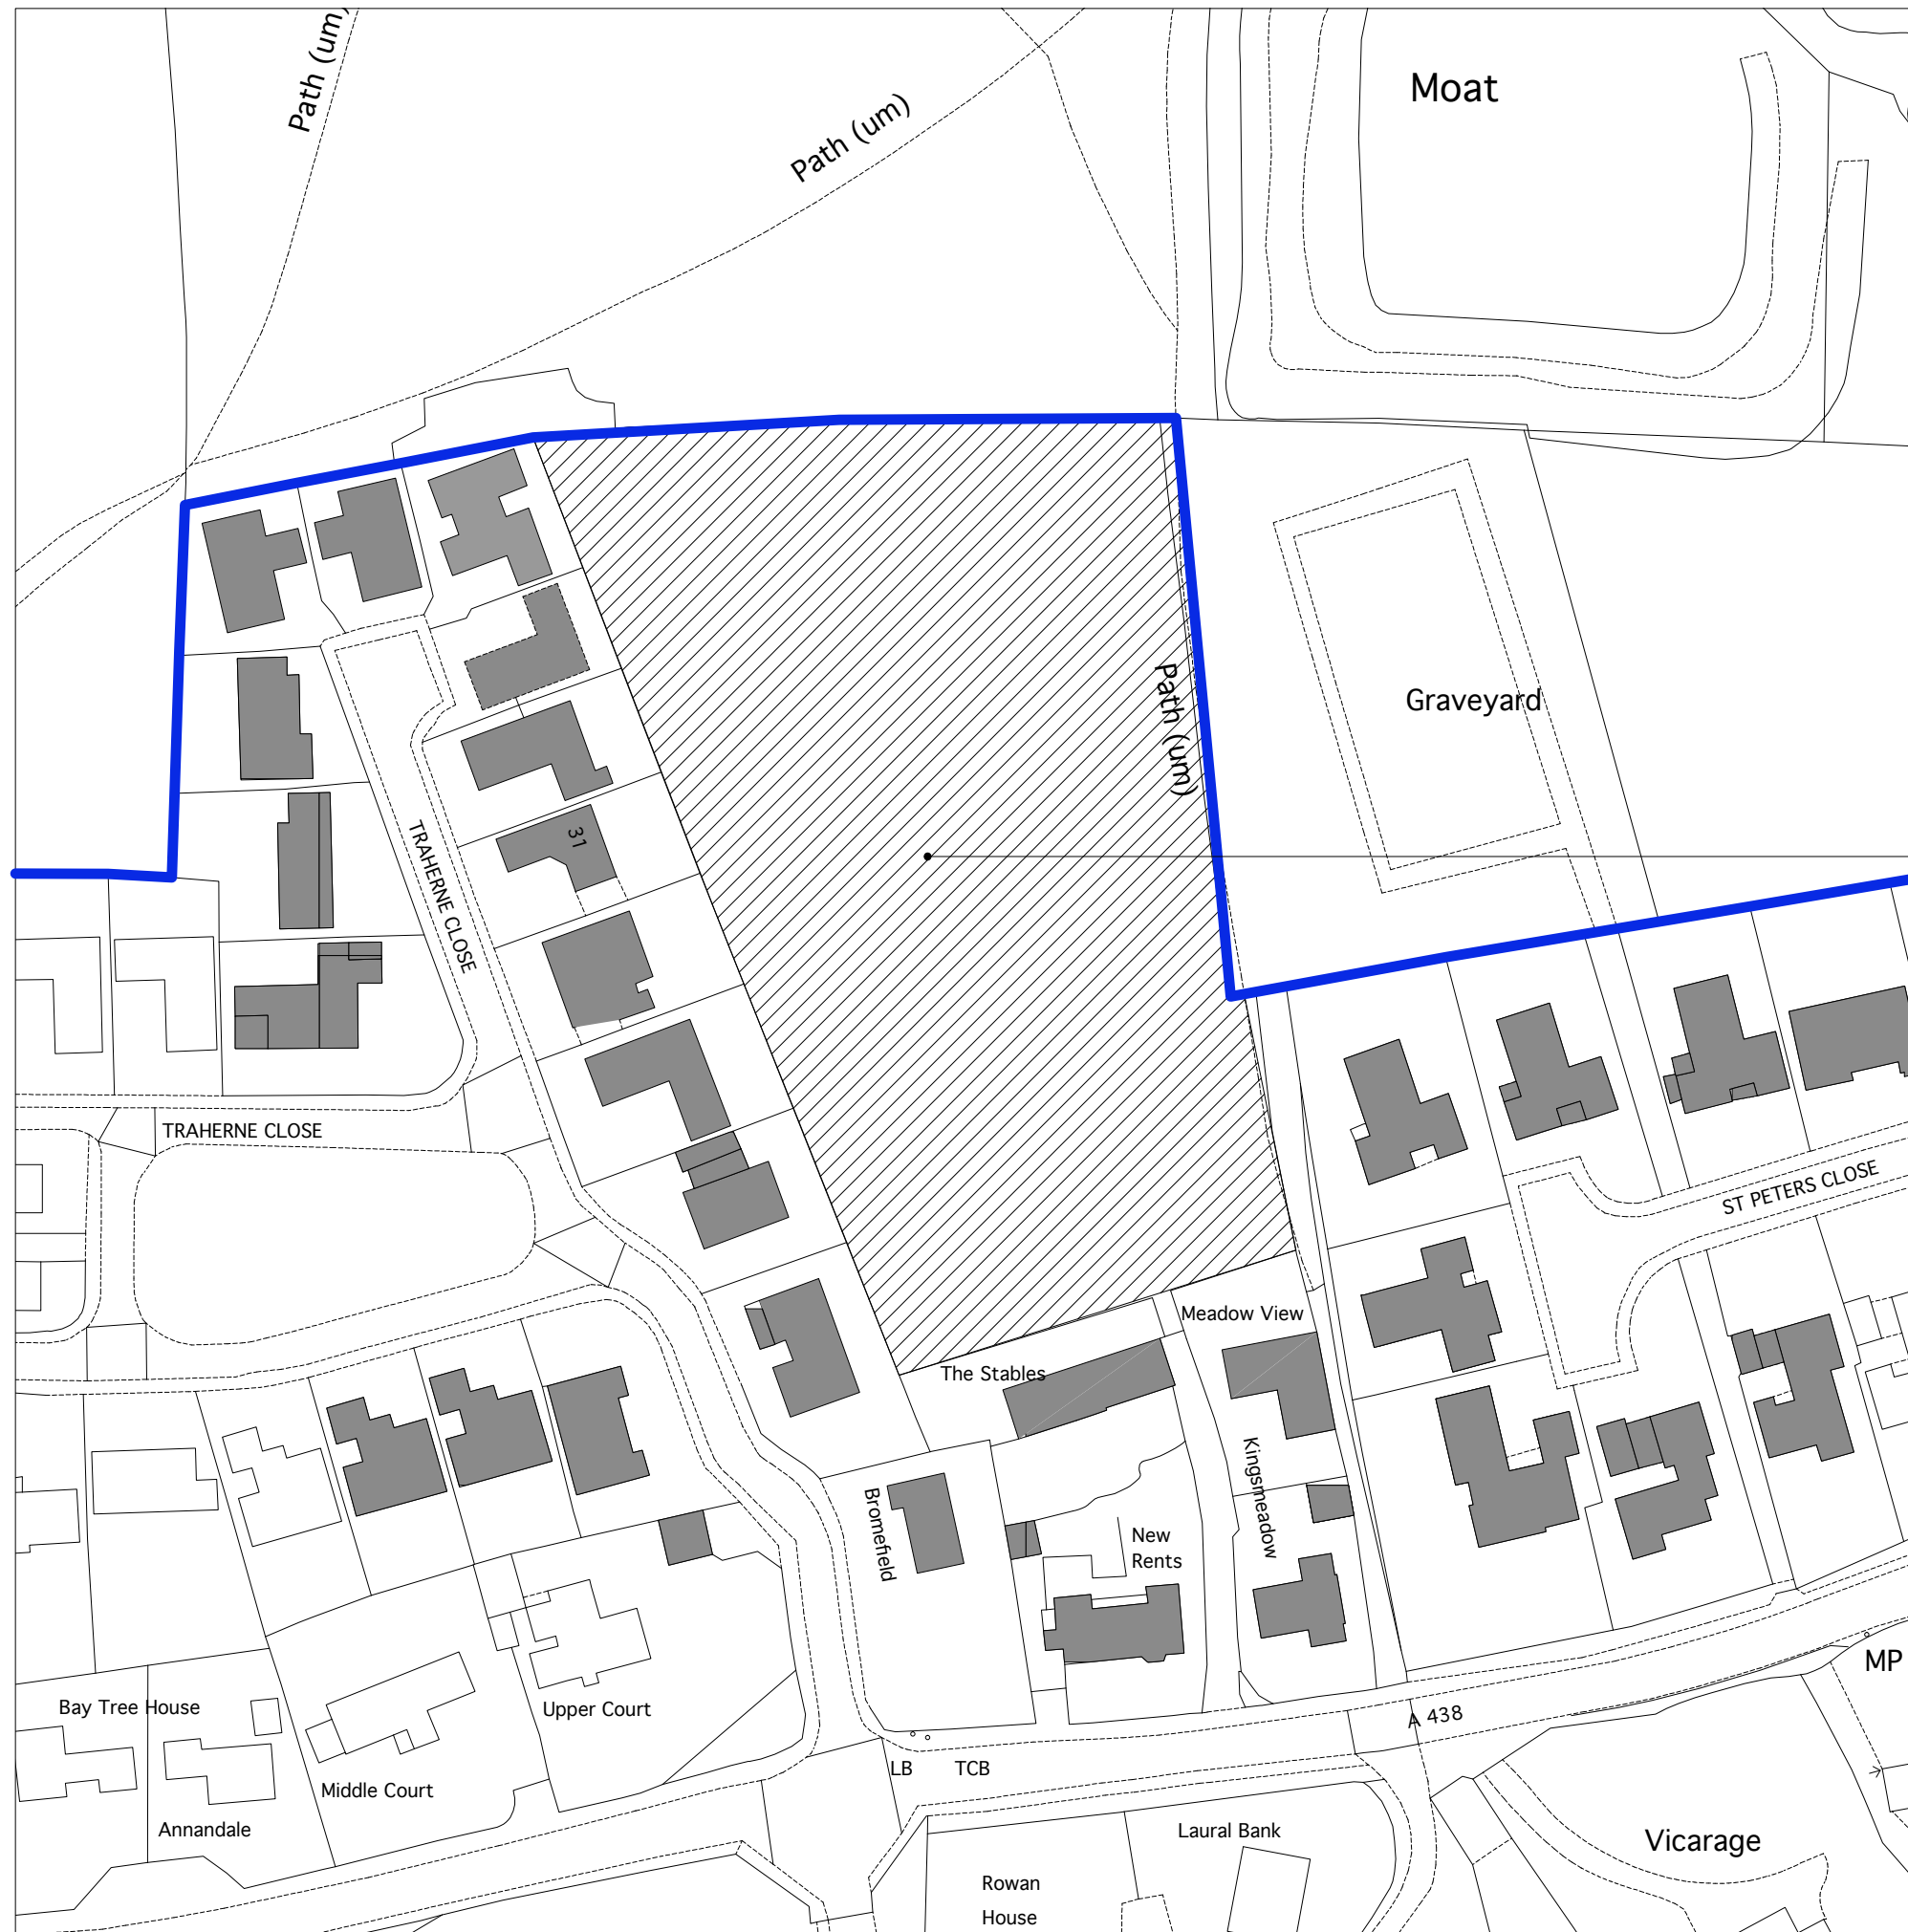 Path (um)
Path (um)
Moat
Path (um)
Graveyard
31
TRAHERNE CLOSE
TRAHERNE CLOSE
ST PETERS CLOSE
Meadow View
The Stables
Kingsmeadow
Bromefield
New
Rents
MP
Bay Tree House
Upper Court
A 438
LB
TCB
Middle Court
Annandale
Laural Bank
Vicarage
Rowan
House